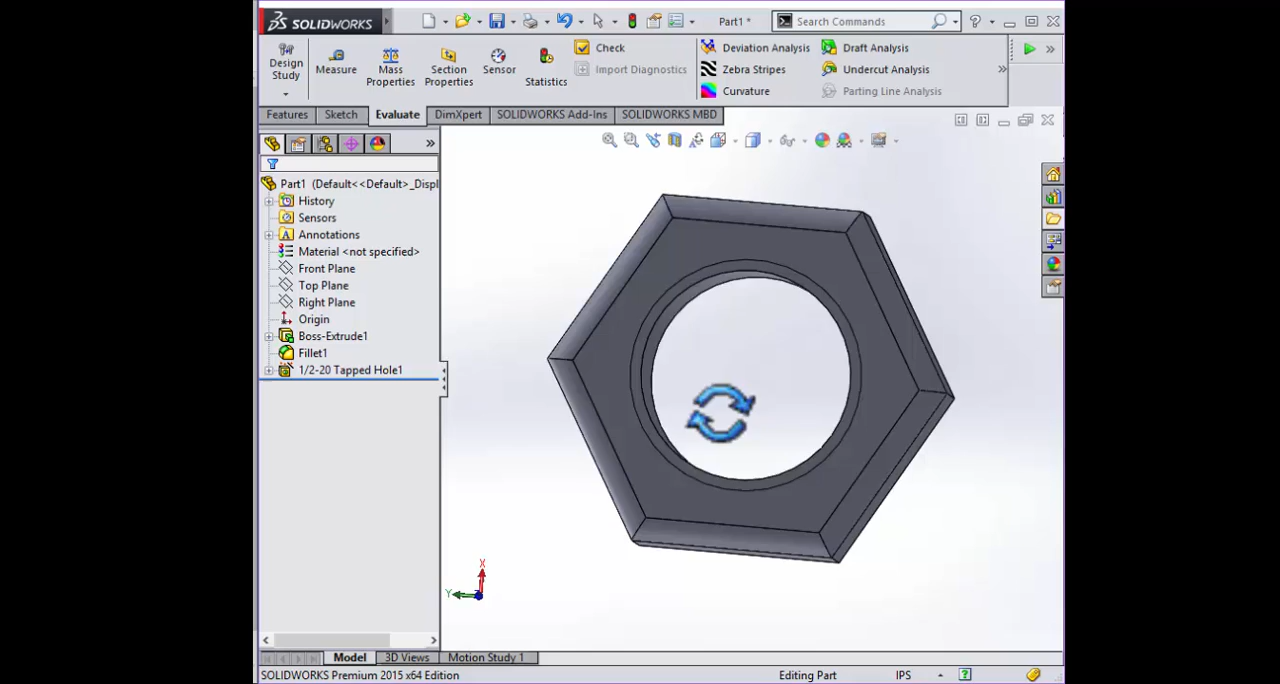 SOLIDWORKS
Part1 *
Search Commands
Design Study
Measure
Mass Properties
Section Properties
Sensor
Statistics
Check
Import Diagnostics
Deviation Analysis
Zebra Stripes
Curvature
Draft Analysis
Undercut Analysis
Parting Line Analysis
Features
Sketch
Evaluate
DimXpert
SOLIDWORKS Add-Ins
SOLIDWORKS MBD
Part1 (Default<<Default>_Displ
History
Sensors
Annotations
Material <not specified>
Front Plane
Top Plane
Right Plane
Origin
Boss-Extrude1
Fillet1
1/2-20 Tapped Hole1
X
Y
Model
3D Views
Motion Study 1
SOLIDWORKS Premium 2015 x64 Edition
Editing Part
IPS